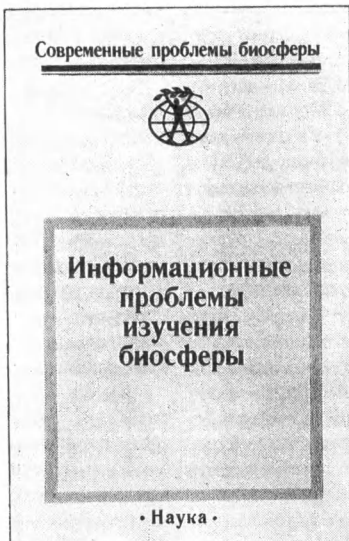 Современные проблемы биосферы
Информационные
проблемы
изучения
биосферы
· Наука ·